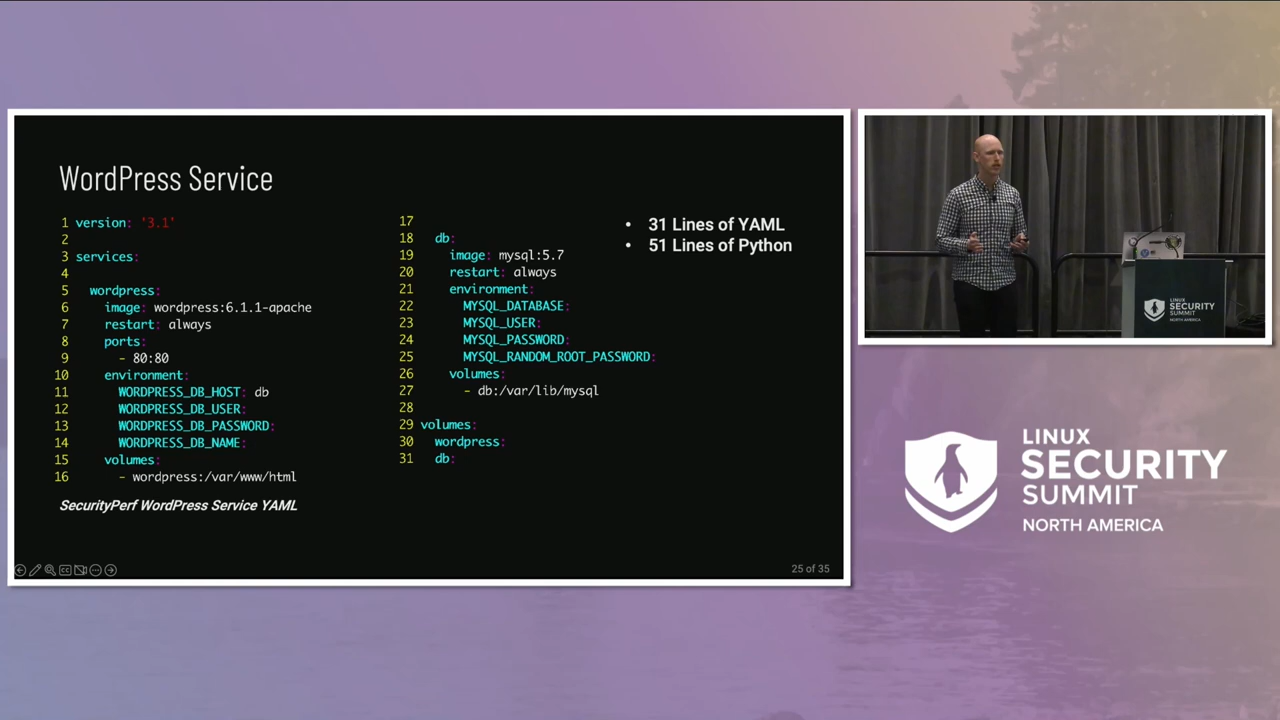 WordPress Service
1 version: '3.1'
2
3 services:
4
5 wordpress:
6 image: wordpress:6.1.1-apache
7 restart: always
8 ports:
9 - 80:80
10 environment:
11 WORDPRESS_DB_HOST: db
12 WORDPRESS_DB_USER:
13 WORDPRESS_DB_PASSWORD:
14 WORDPRESS_DB_NAME:
15 volumes:
16 - wordpress:/var/www/html
SecurityPerf WordPress Service YAML
17
18 db:
19 image: mysql:5.7
20 restart: always
21 environment:
22 MYSQL_DATABASE:
23 MYSQL_USER:
24 MYSQL_PASSWORD:
25 MYSQL_RANDOM_ROOT_PASSWORD:
26 volumes:
27 - db:/var/lib/mysql
28
29 volumes:
30 wordpress:
31 db:
• 31 Lines of YAML
• 51 Lines of Python
25 of 35
LINUX
SECURITY
SUMMIT
NORTH AMERICA
LINUX
SECURITY
SUMMIT
NORTH AMERICA